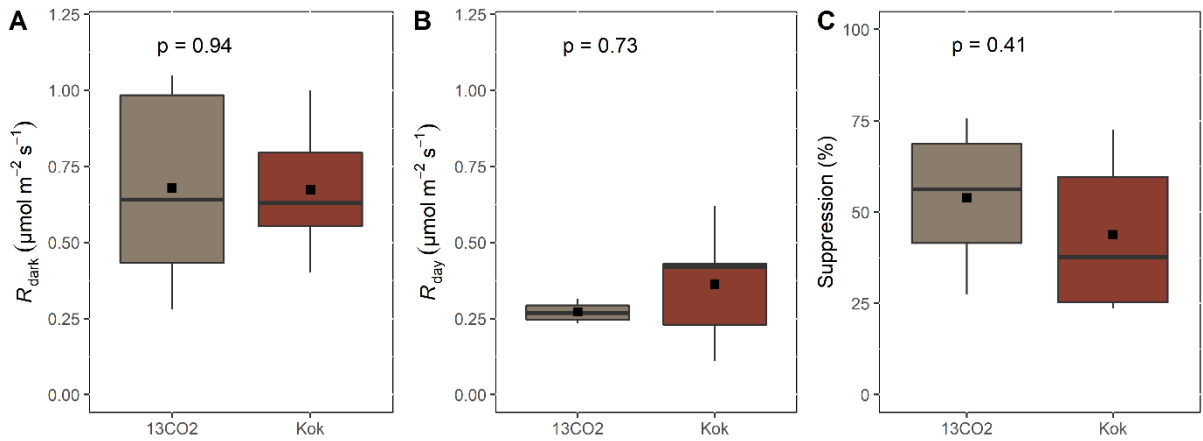 A
p = 0.94
1.25
1.00
0.75
0.50
0.25
0.00
R dark (µmol m⁻² s⁻¹)
13CO2 Kok
B
p = 0.73
1.25
1.00
0.75
0.50
0.25
0.00
R day (µmol m⁻² s⁻¹)
13CO2 Kok
C
p = 0.41
100
75
50
25
0
Suppression (%)
13CO2 Kok